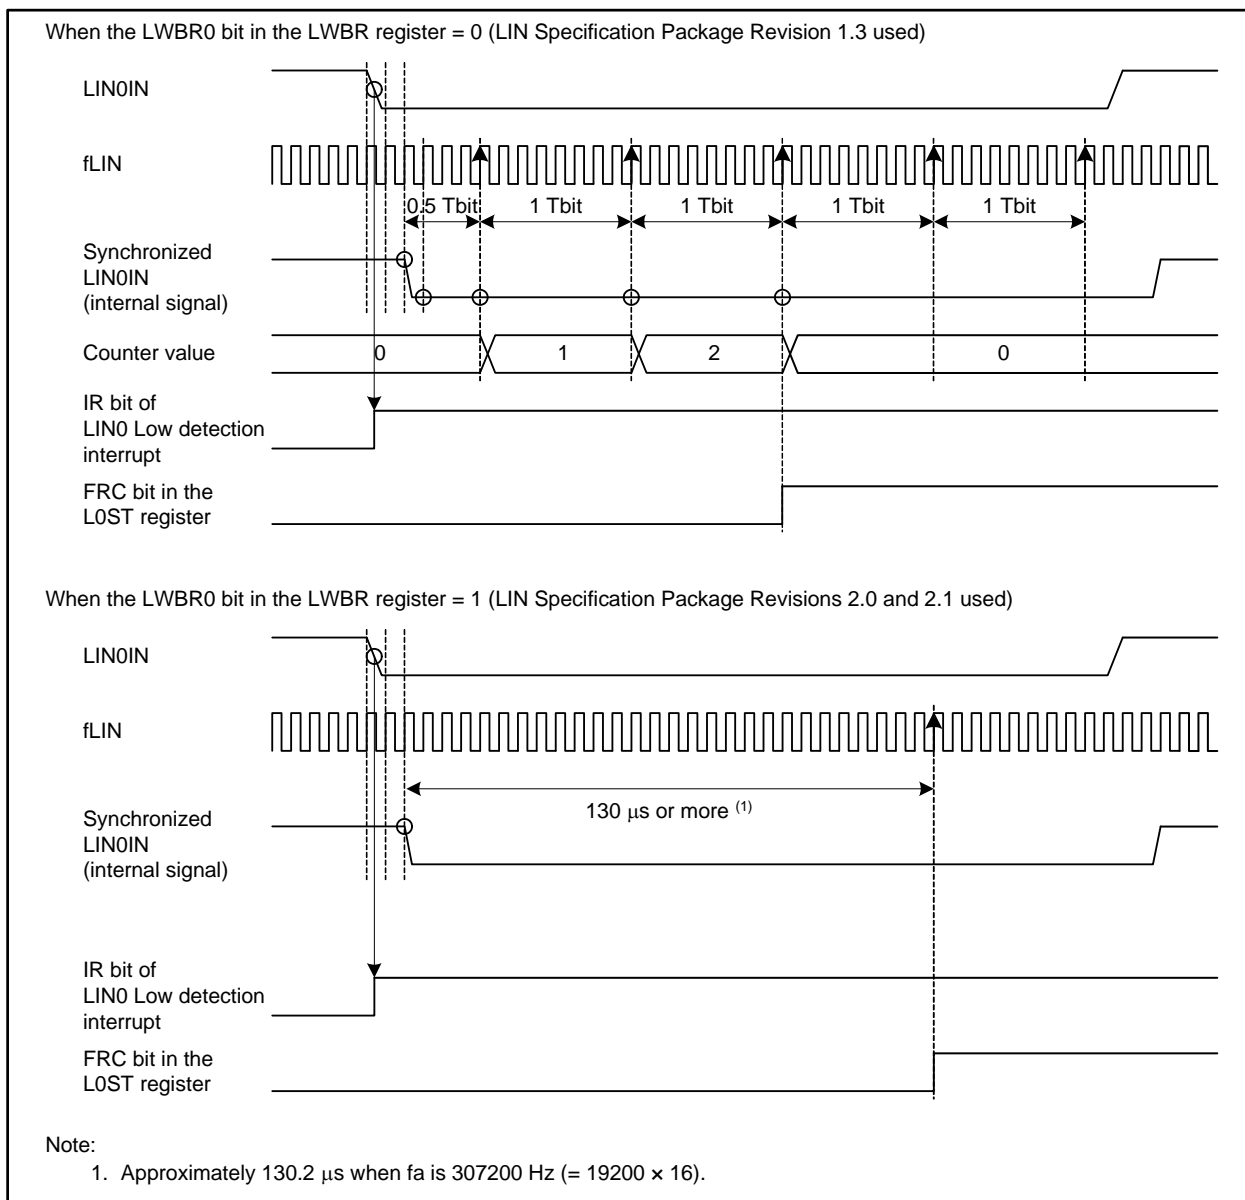 When the LWBR0 bit in the LWBR register = 0 (LIN Specification Package Revision 1.3 used)
LIN0IN
fLIN
0.5 Tbit
1 Tbit
1 Tbit
1 Tbit
1 Tbit
Synchronized
LIN0IN
(internal signal)
Counter value
0
1
2
0
IR bit of
LIN0 Low detection
interrupt
FRC bit in the
L0ST register
When the LWBR0 bit in the LWBR register = 1 (LIN Specification Package Revisions 2.0 and 2.1 used)
LIN0IN
fLIN
130 μs or more (1)
Synchronized
LIN0IN
(internal signal)
IR bit of
LIN0 Low detection
interrupt
FRC bit in the
L0ST register
Note:
1. Approximately 130.2 μs when fa is 307200 Hz (= 19200 × 16).